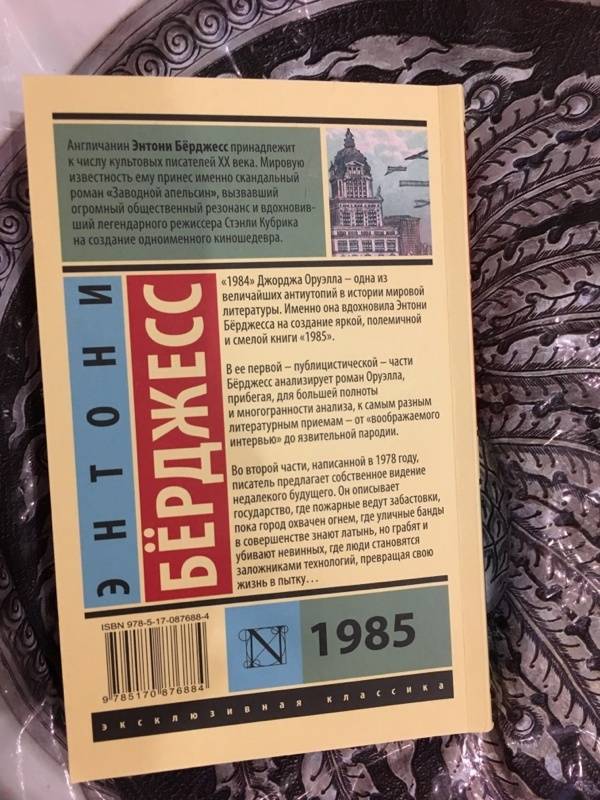 Англичанин Энтони Бёрджесс принадлежит
к числу культовых писателей XX века. Мировую
известность ему принес именно скандальный
роман «Заводной апельсин», вызвавший
огромный общественный резонанс и вдохновив-
ший легендарного режиссера Стэнли Кубрика
на создание одноименного киношедевра.
ЭНТОНИ
БЁРДЖЕСС
«1984» Джорджа Оруэлла – одна из
величайших антиутопий в истории мировой
литературы. Именно она вдохновила Энтони
Бёрджесса на создание яркой, полемичной
и смелой книги «1985».
В ее первой – публицистической – части
Бёрджесс анализирует роман Оруэлла,
прибегая, для большей полноты
и многогранности анализа, к самым разным
литературным приемам – от «воображаемого
интервью» до язвительной пародии.
Во второй части, написанной в 1978 году,
писатель предлагает собственное видение
недалекого будущего. Он описывает
государство, где пожарные ведут забастовки,
пока город охвачен огнем, где уличные банды
в совершенстве знают латынь, но грабят и
убивают невинных, где люди становятся
заложниками технологий, превращая свою
жизнь в пытку…
ISBN 978-5-17-087688-4
9 785170 876884
N
1985
эксклюзивная классика